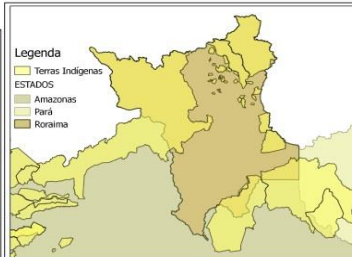 Legenda
Terras Indígenas
ESTADOS
Amazonas
Pará
Roraima